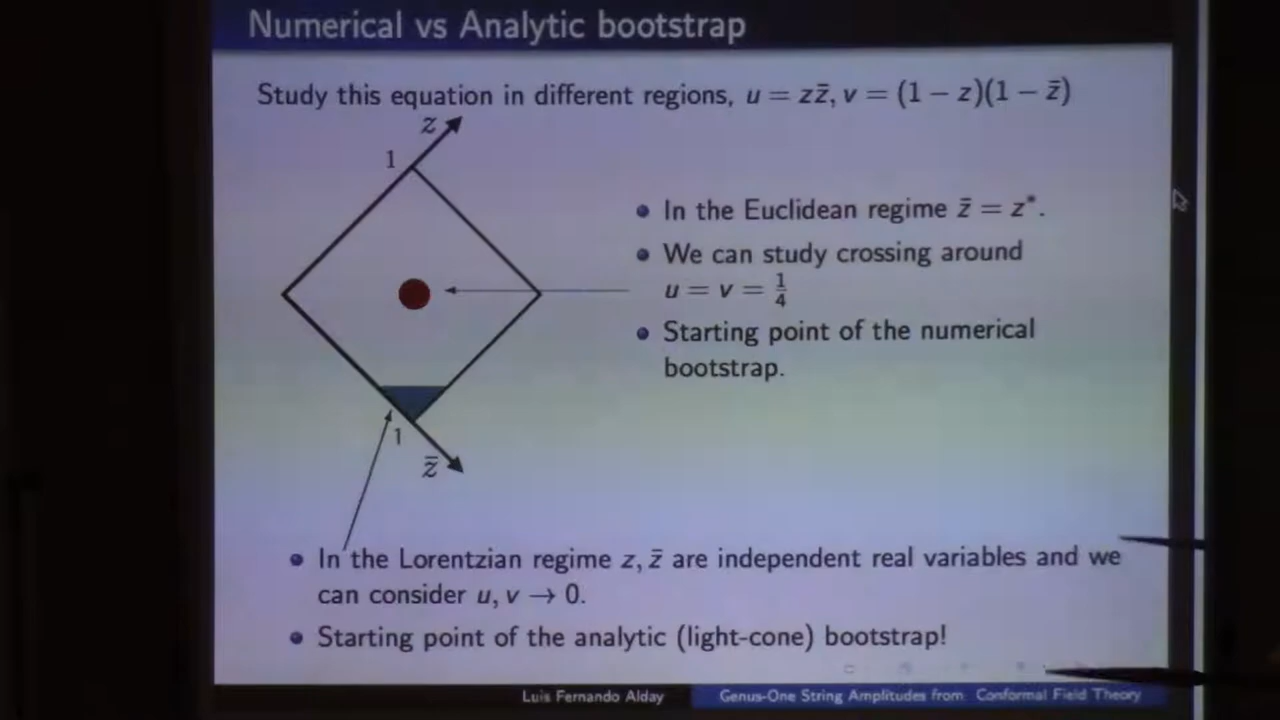 Numerical vs Analytic bootstrap
Study this equation in different regions, u = zz̄, v = (1 − z)(1 − z̄)
z
1
• In the Euclidean regime z̄ = z*.
• We can study crossing around
u = v = 1/4
• Starting point of the numerical
bootstrap.
1
z̄
• In the Lorentzian regime z, z̄ are independent real variables and we
can consider u, v → 0.
• Starting point of the analytic (light-cone) bootstrap!
Luis Fernando Alday
Genus-One String Amplitudes from Conformal Field Theory